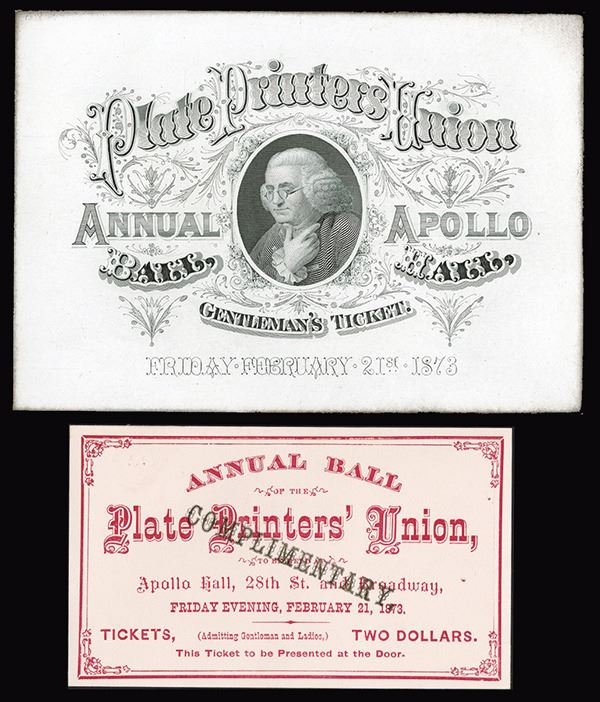 Plate Printers' Union
ANNUAL APOLLO
BALL, HALL,
GENTLEMAN'S TICKET.
FRIDAY·FEBRUARY·21st·1873
ANNUAL BALL
OF THE
Plate Printers' Union,
COMPLIMENTARY.
TO BE
Apollo Hall, 28th St. and Broadway,
FRIDAY EVENING, FEBRUARY 21, 1873.
TICKETS, (Admitting Gentleman and Ladies,) TWO DOLLARS.
This Ticket to be Presented at the Door.